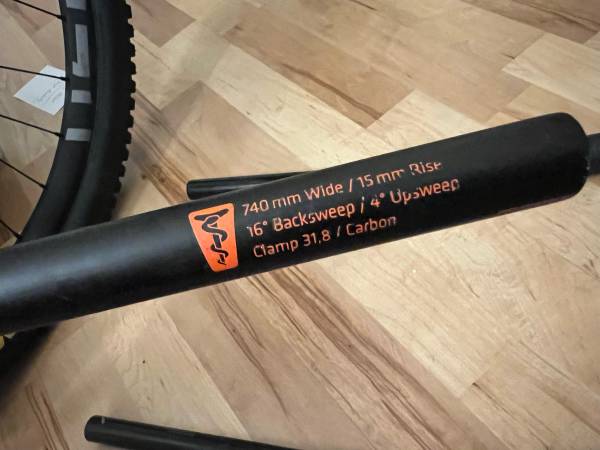 740 mm Wide / 15 mm Rise
16° Backsweep / 4° Upsweep
Clamp 31,8 / Carbon